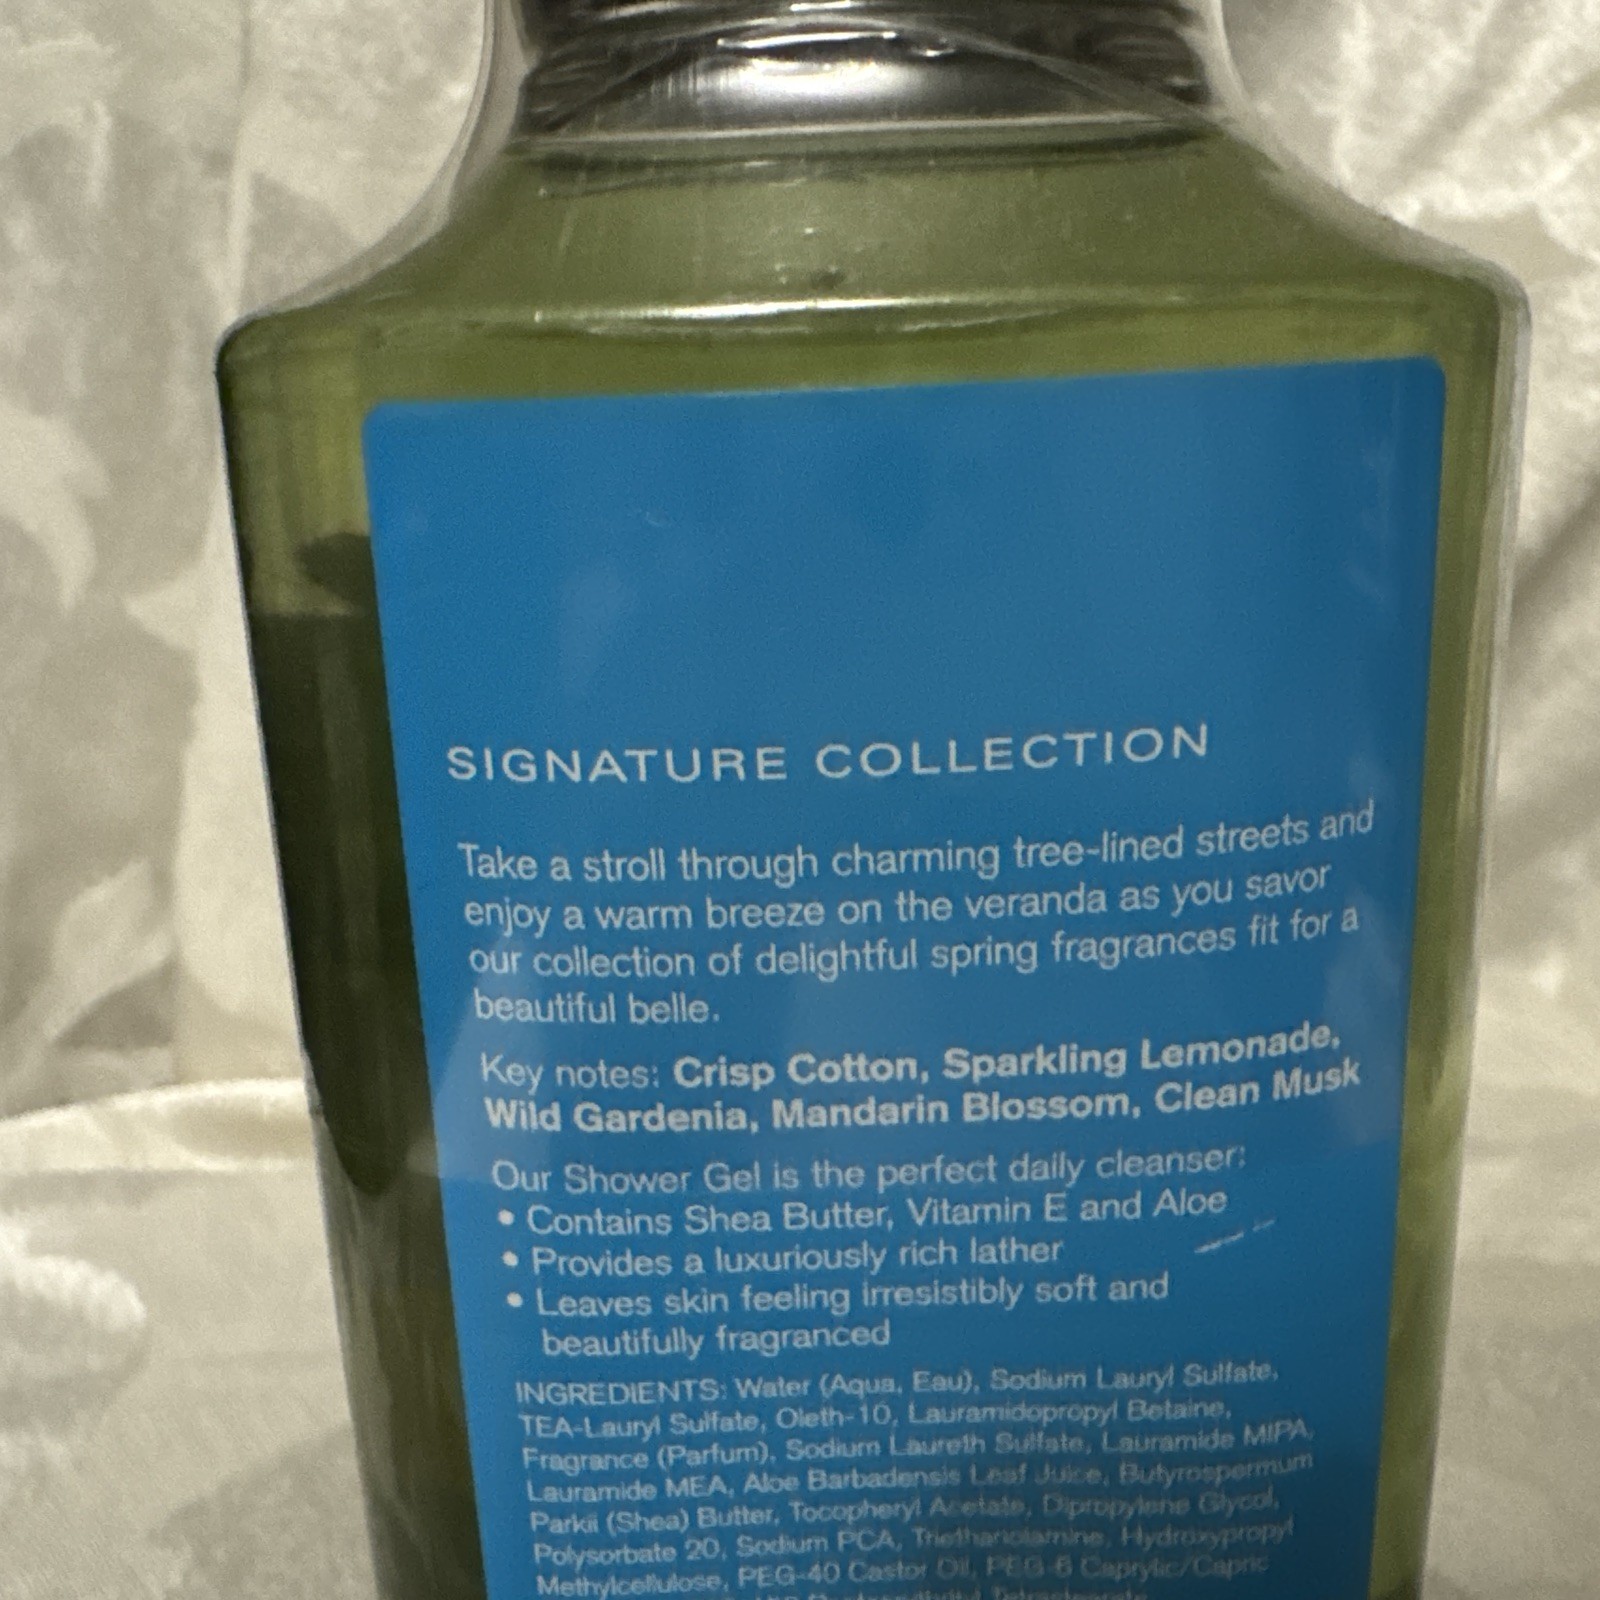 SIGNATURE COLLECTION
Take a stroll through charming tree-lined streets and
enjoy a warm breeze on the veranda as you savor
our collection of delightful spring fragrances fit for a
beautiful belle.
Key notes: Crisp Cotton, Sparkling Lemonade,
Wild Gardenia, Mandarin Blossom, Clean Musk
Our Shower Gel is the perfect daily cleanser:
• Contains Shea Butter, Vitamin E and Aloe
• Provides a luxuriously rich lather
• Leaves skin feeling irresistibly soft and
beautifully fragranced
INGREDIENTS: Water (Aqua, Eau), Sodium Lauryl Sulfate,
TEA-Lauryl Sulfate, Oleth-10, Lauramidopropyl Betaine,
Fragrance (Parfum), Sodium Laureth Sulfate, Lauramide MIPA,
Lauramide MEA, Aloe Barbadensis Leaf Juice, Butyrospermum
Parkii (Shea) Butter, Tocopheryl Acetate, Dipropylene Glycol,
Polysorbate 20, Sodium PCA, Triethanolamine, Hydroxypropyl
Methylcellulose, PEG-40 Castor Oil, PEG-6 Caprylic/Capric